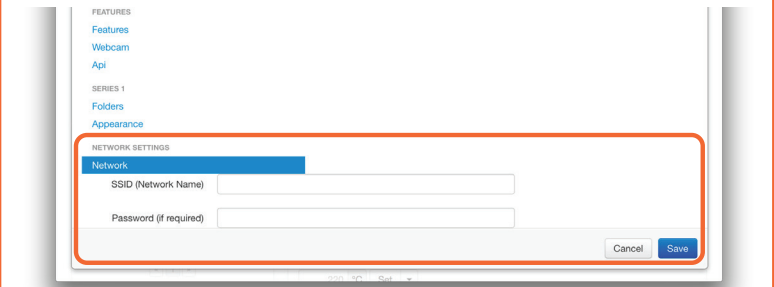 FEATURES
Features
Webcam
Api
SERIES 1
Folders
Appearance
NETWORK SETTINGS
Network
SSID (Network Name)
Password (if required)
Cancel Save
230 °C Set